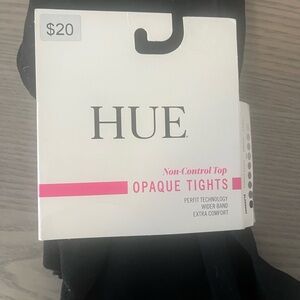 $20
HUE
Non-Control Top
OPAQUE TIGHTS
PERFIT TECHNOLOGY
WIDER BAND
EXTRA COMFORT